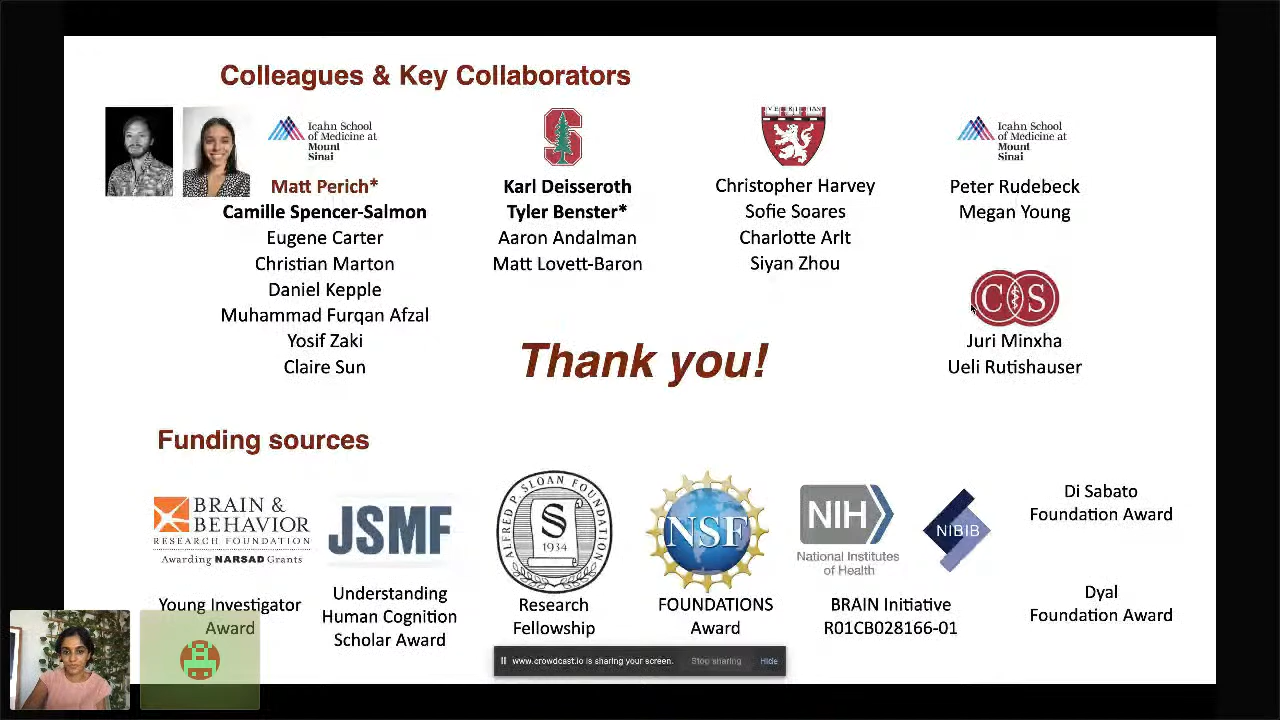 Colleagues & Key Collaborators
Icahn School
of Medicine at
Mount
Sinai
Matt Perich*
Camille Spencer-Salmon
Eugene Carter
Christian Marton
Daniel Kepple
Muhammad Furqan Afzal
Yosif Zaki
Claire Sun
S
Karl Deisseroth
Tyler Benster*
Aaron Andalman
Matt Lovett-Baron
VERITAS
Christopher Harvey
Sofie Soares
Charlotte Arlt
Siyan Zhou
Icahn School
of Medicine at
Mount
Sinai
Peter Rudebeck
Megan Young
C S
Juri Minxha
Ueli Rutishauser
Thank you!
Funding sources
BRAIN &
BEHAVIOR
RESEARCH FOUNDATION
Awarding NARSAD Grants
Young Investigator
Award
JSMF
Understanding
Human Cognition
Scholar Award
ALFRED P. SLOAN FOUNDATION
S
1934
Research
Fellowship
NSF
FOUNDATIONS
Award
NIH
National Institutes
of Health
NIBIB
BRAIN Initiative
R01CB028166-01
Di Sabato
Foundation Award
Dyal
Foundation Award
www.crowdcast.io is sharing your screen.
Stop sharing
Hide